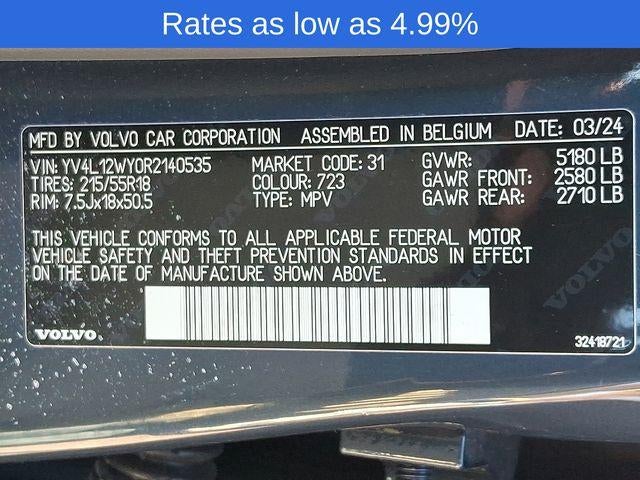 Rates as low as 4.99%
MFD BY VOLVO CAR CORPORATION ASSEMBLED IN BELGIUM DATE: 03/24
VIN: YV4L12WY0R2140535 MARKET CODE: 31 GVWR: 5180 LB
TIRES: 215/55R18 COLOUR: 723 GAWR FRONT: 2580 LB
RIM: 7.5Jx18x50.5 TYPE: MPV GAWR REAR: 2710 LB
THIS VEHICLE CONFORMS TO ALL APPLICABLE FEDERAL MOTOR
VEHICLE SAFETY AND THEFT PREVENTION STANDARDS IN EFFECT
ON THE DATE OF MANUFACTURE SHOWN ABOVE.
VOLVO
32418721